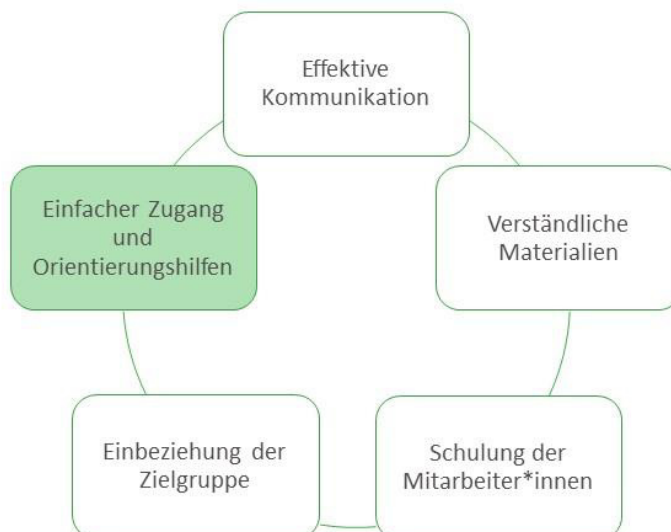 Effektive
Kommunikation
Einfacher Zugang
und
Orientierungshilfen
Verständliche
Materialien
Einbeziehung der
Zielgruppe
Schulung der
Mitarbeiter*innen